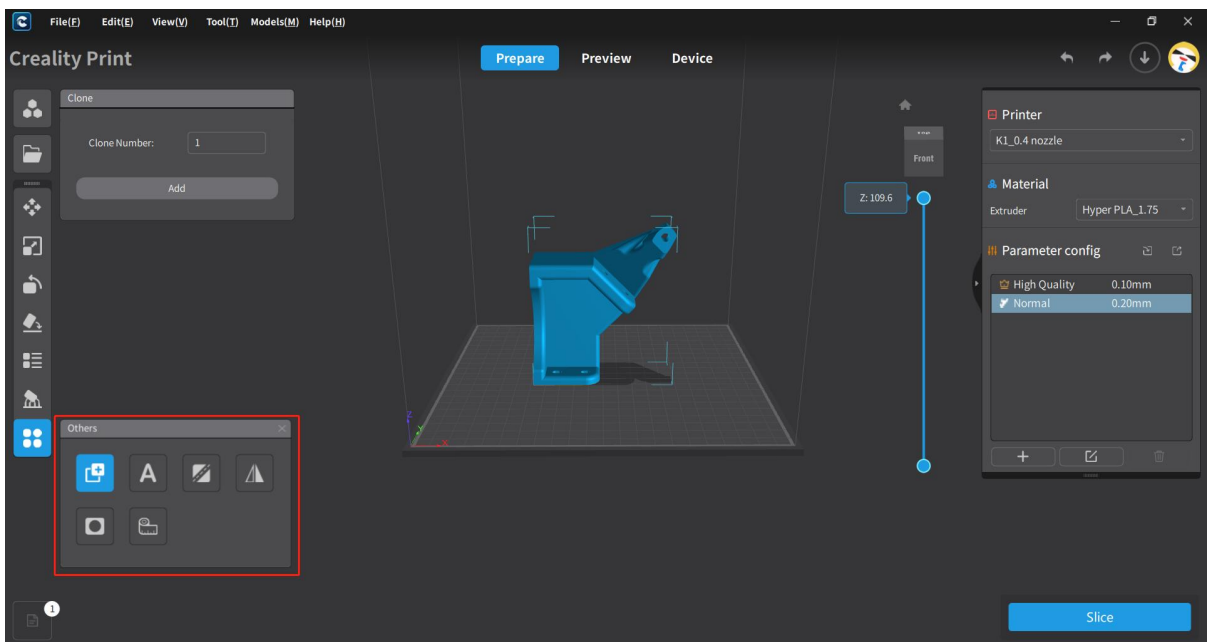 File(F) Edit(E) View(V) Tool(T) Models(M) Help(H)
Creality Print
Prepare Preview Device
Clone
Clone Number: 1
Add
Front
Z: 109.6
Printer
K1_0.4 nozzle
Material
Extruder Hyper PLA_1.75
Parameter config
High Quality 0.10mm
Normal 0.20mm
Z
Y
X
Others
A
1
Slice